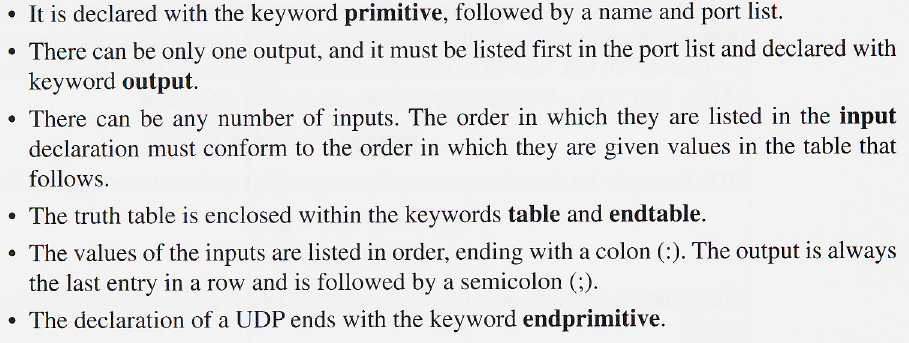 • It is declared with the keyword primitive, followed by a name and port list.
• There can be only one output, and it must be listed first in the port list and declared with
keyword output.
• There can be any number of inputs. The order in which they are listed in the input
declaration must conform to the order in which they are given values in the table that
follows.
• The truth table is enclosed within the keywords table and endtable.
• The values of the inputs are listed in order, ending with a colon (:). The output is always
the last entry in a row and is followed by a semicolon (;).
• The declaration of a UDP ends with the keyword endprimitive.